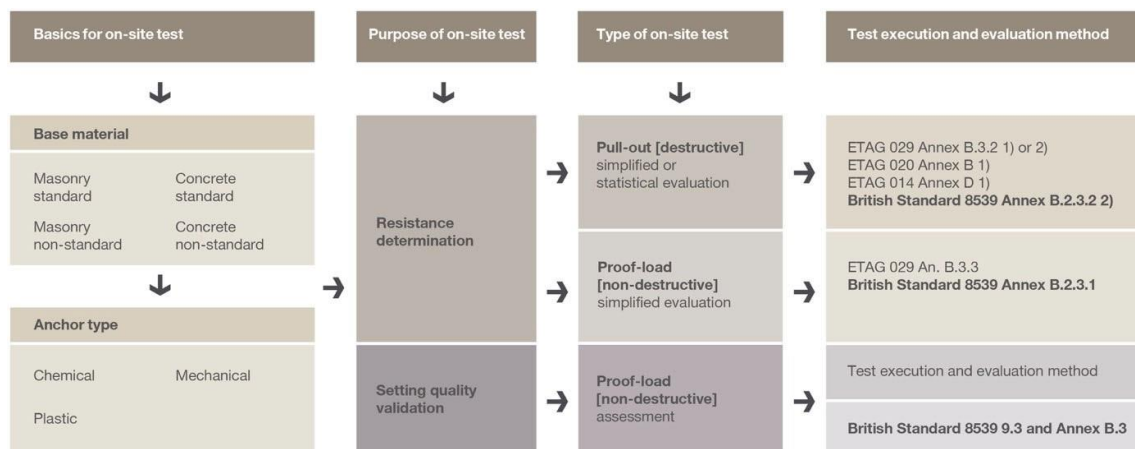 Basics for on-site test
Purpose of on-site test
Type of on-site test
Test execution and evaluation method
Base material
Masonry
standard
Concrete
standard
Masonry
non-standard
Concrete
non-standard
Anchor type
Chemical
Mechanical
Plastic
Resistance
determination
Setting quality
validation
Pull-out [destructive]
simplified or
statistical evaluation
Proof-load
[non-destructive]
simplified evaluation
Proof-load
[non-destructive]
assessment
ETAG 029 Annex B.3.2 1) or 2)
ETAG 020 Annex B 1)
ETAG 014 Annex D 1)
British Standard 8539 Annex B.2.3.2 2)
ETAG 029 An. B.3.3
British Standard 8539 Annex B.2.3.1
Test execution and evaluation method
British Standard 8539 9.3 and Annex B.3